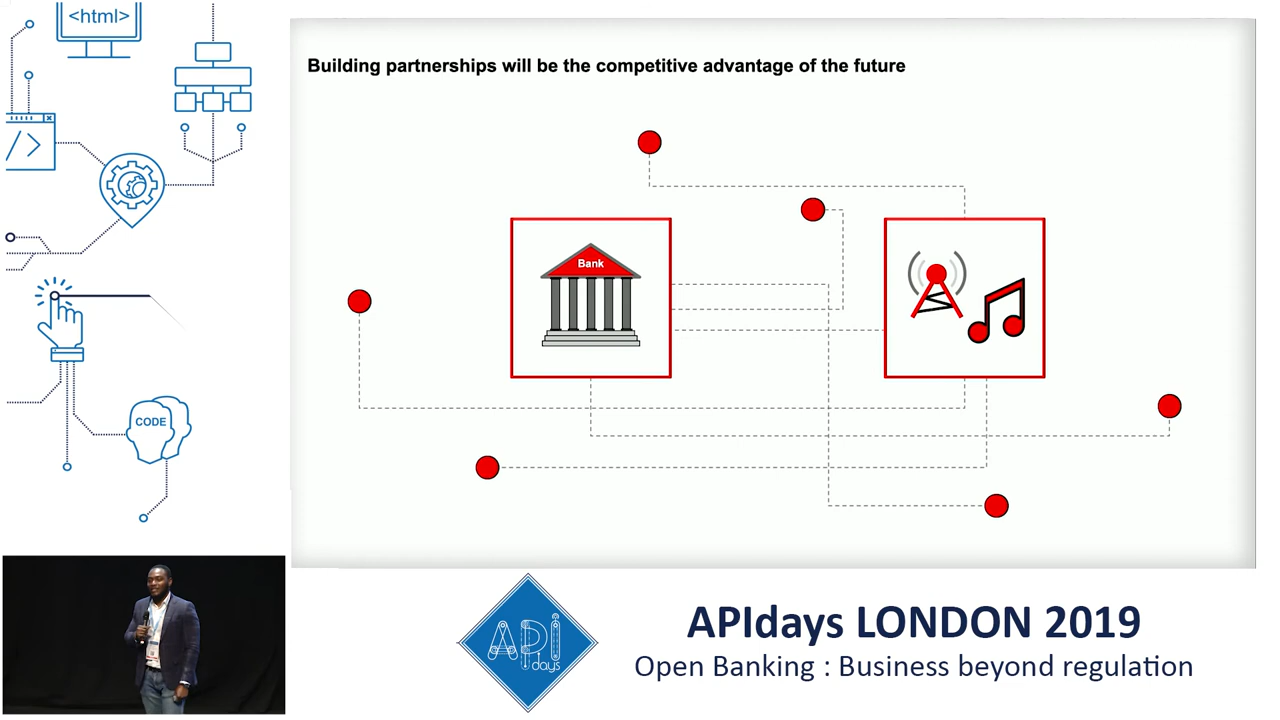 <html>
</>
CODE
Building partnerships will be the competitive advantage of the future
Bank
API
days
APIdays LONDON 2019
Open Banking : Business beyond regulation